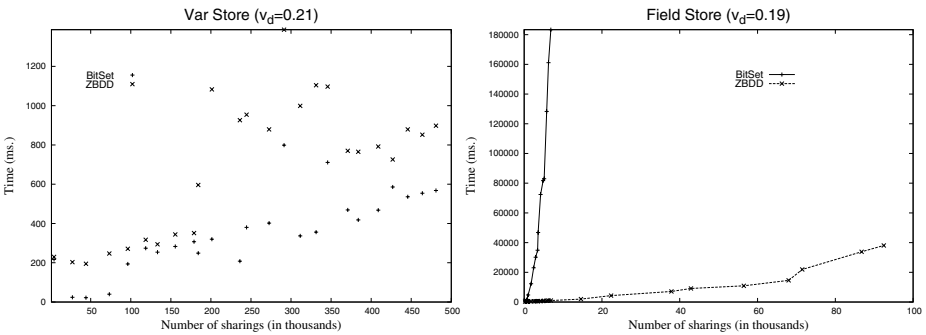 Var Store (v_d=0.21)
1200
1000
800
600
400
200
0
Time (ms.)
BitSet
ZBDD
50 100 150 200 250 300 350 400 450 500
Number of sharings (in thousands)
Field Store (v_d=0.19)
180000
160000
140000
120000
100000
80000
60000
40000
20000
0
Time (ms.)
BitSet
ZBDD
0 20 40 60 80 100
Number of sharings (in thousands)